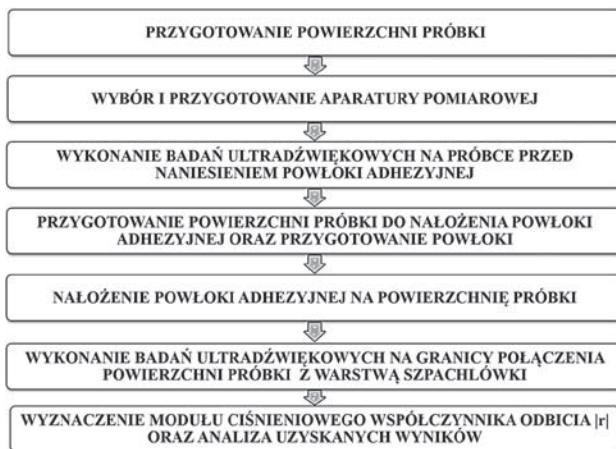 PRZYGOTOWANIE POWIERZCHNI PRÓBKI
WYBÓR I PRZYGOTOWANIE APARATURY POMIAROWEJ
WYKONANIE BADAŃ ULTRADŹWIĘKOWYCH NA PRÓBCE PRZED
NANIESIENIEM POWŁOKI ADHEZYJNEJ
PRZYGOTOWANIE POWIERZCHNI PRÓBKI DO NAŁOŻENIA POWŁOKI
ADHEZYJNEJ ORAZ PRZYGOTOWANIE POWŁOKI
NAŁOŻENIE POWŁOKI ADHEZYJNEJ NA POWIERZCHNIĘ PRÓBKI
WYKONANIE BADAŃ ULTRADŹWIĘKOWYCH NA GRANICY POŁĄCZENIA
POWIERZCHNI PRÓBKI Z WARSTWĄ SZPACHLÓWKI
WYZNACZENIE MODUŁU CIŚNIENIOWEGO WSPÓŁCZYNNIKA ODBICIA |r|
ORAZ ANALIZA UZYSKANYCH WYNIKÓW